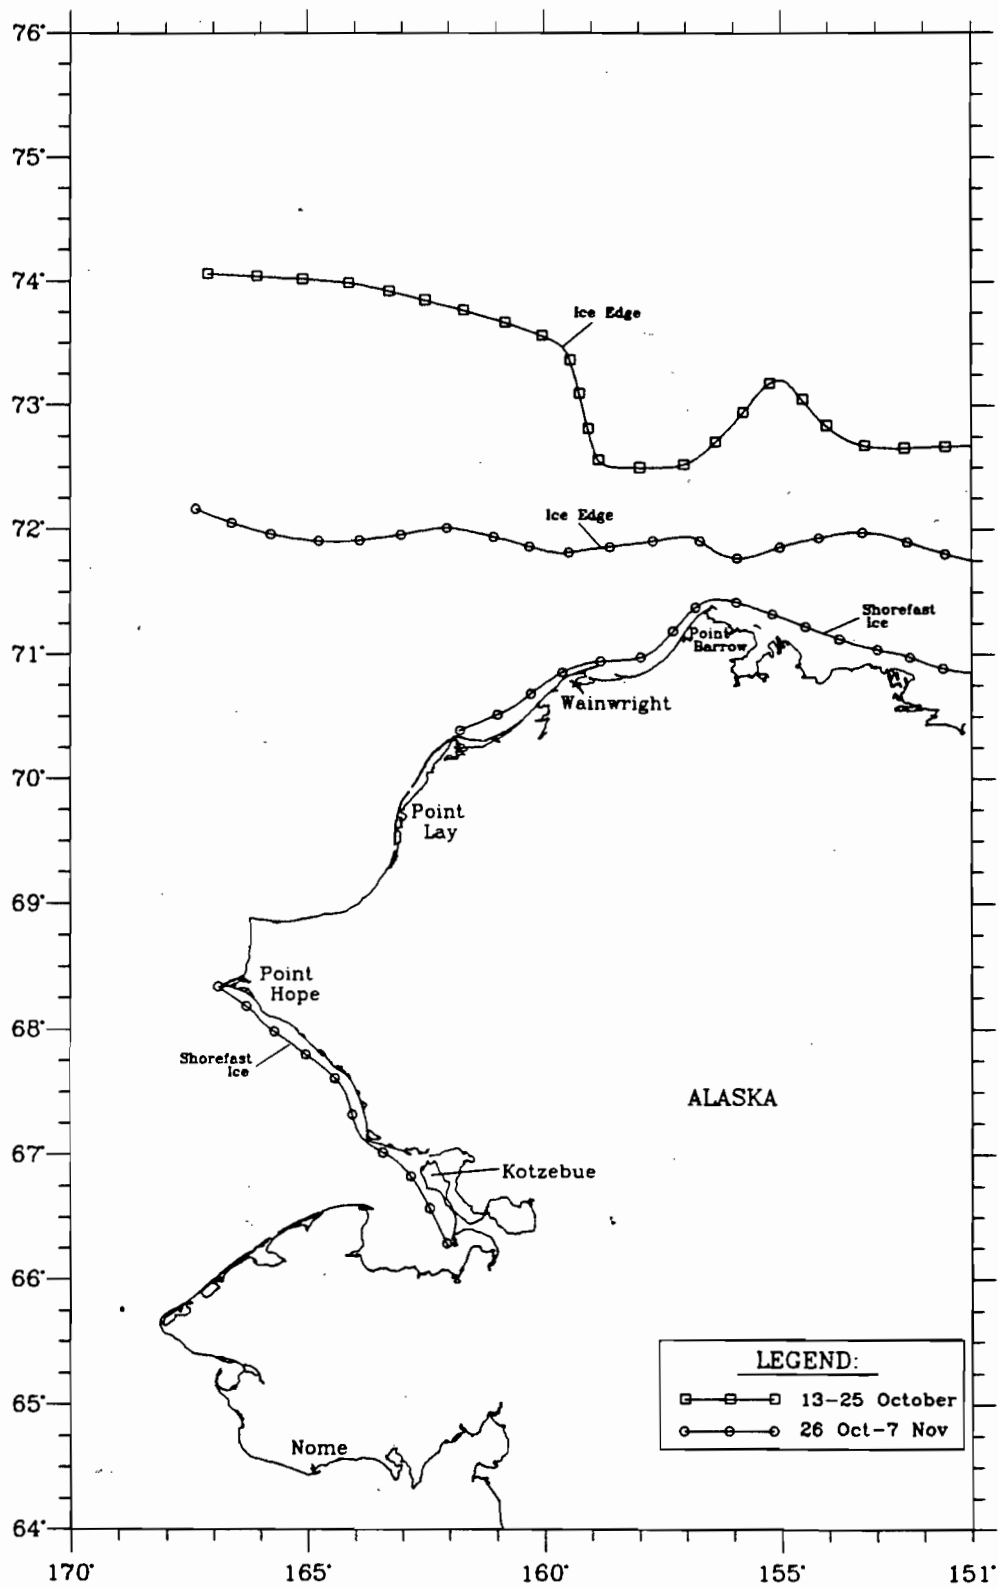 76°
75°
74°
73°
72°
71°
70°
69°
68°
67°
66°
65°
64°
170°
165°
160°
155°
151°
Ice Edge
Ice Edge
Shorefast
Ice
Point
Barrow
Wainwright
Point
Lay
Point
Hope
Shorefast
Ice
ALASKA
Kotzebue
Nome
LEGEND:
13-25 October
26 Oct-7 Nov